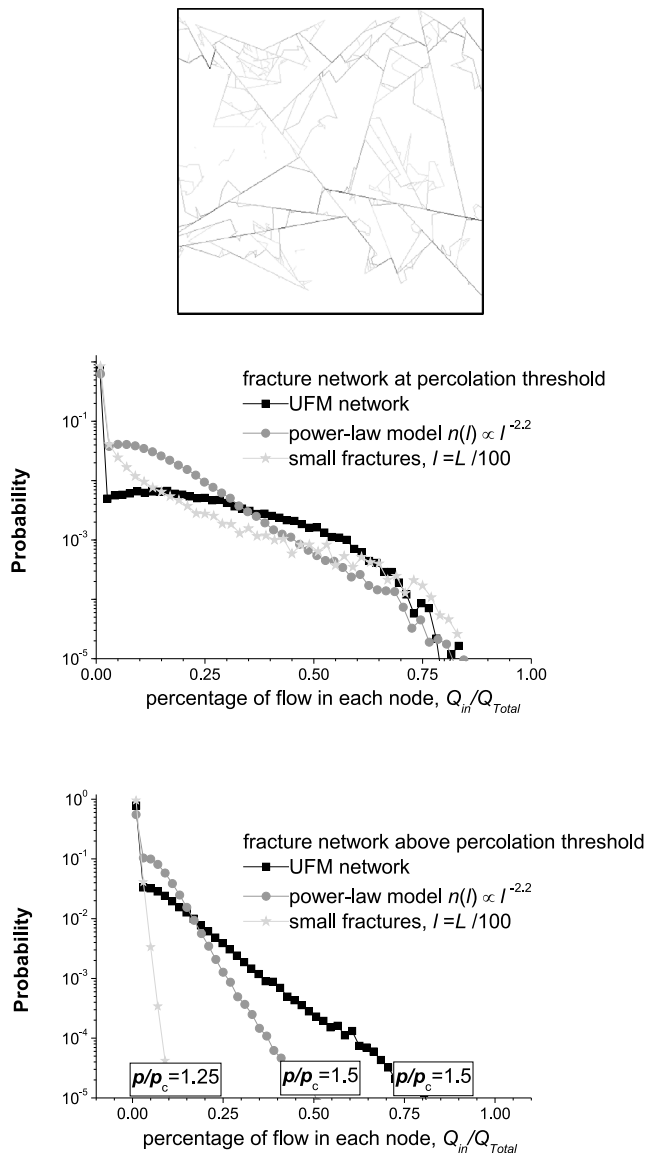 fracture network at percolation threshold
UFM network
power-law model n(l) ∝ l^-2.2
small fractures, l =L /100
Probability
10^-1
10^-3
10^-5
0.00 0.25 0.50 0.75 1.00
percentage of flow in each node, Q_in/Q_Total
fracture network above percolation threshold
UFM network
power-law model n(l) ∝ l^-2.2
small fractures, l =L /100
Probability
10^0
10^-1
10^-2
10^-3
10^-4
10^-5
p/p_c=1.25 p/p_c=1.5 p/p_c=1.5
0.00 0.25 0.50 0.75 1.00
percentage of flow in each node, Q_in/Q_Total